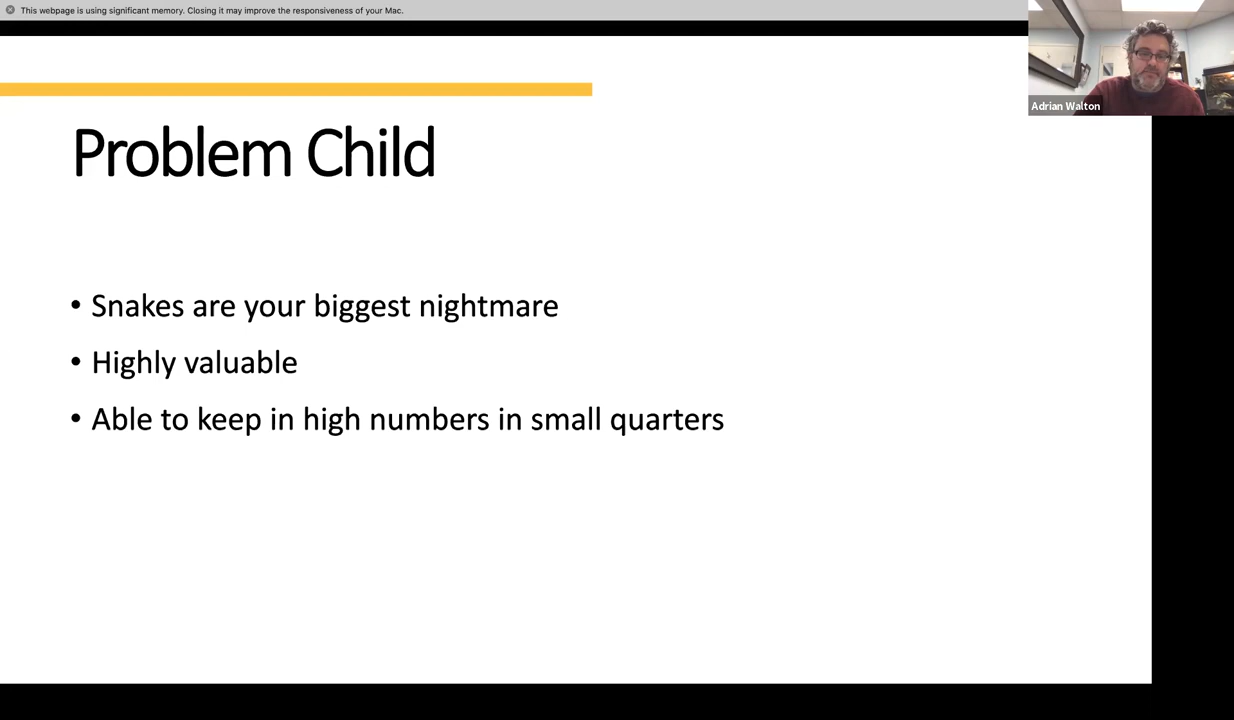 This webpage is using significant memory. Closing it may improve the responsiveness of your Mac.
Adrian Walton
Problem Child
• Snakes are your biggest nightmare
• Highly valuable
• Able to keep in high numbers in small quarters